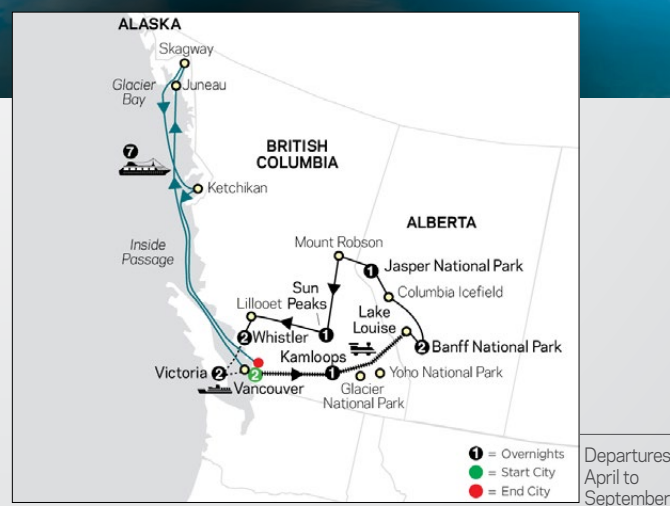 ALASKA
Skagway
Glacier
Bay
Juneau
7
BRITISH
COLUMBIA
Ketchikan
ALBERTA
Inside
Passage
Mount Robson
1 Jasper National Park
Sun
Peaks
Columbia Icefield
Lillooet
Lake
Louise
2 Whistler
1
Kamloops
2 Banff National Park
Victoria 2
2
Vancouver
1
Yoho National Park
Glacier
National Park
1 = Overnights
= Start City
= End City
Departures
April to
September